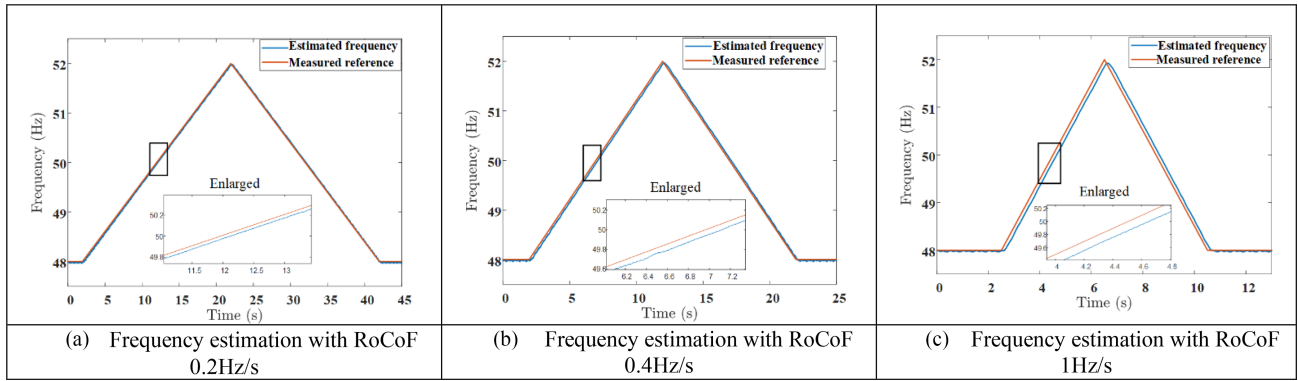 Estimated frequency
Measured reference
52
51
50
49
48
Frequency (Hz)
Enlarged
50.2
50
49.8
11.5 12 12.5 13
0 5 10 15 20 25 30 35 40 45
Time (s)
(a) Frequency estimation with RoCoF
0.2Hz/s
Estimated frequency
Measured reference
52
51
50
49
48
Frequency (Hz)
Enlarged
50.2
50
49.8
49.6
6.2 6.4 6.6 6.8 7 7.2
0 5 10 15 20 25
Time (s)
(b) Frequency estimation with RoCoF
0.4Hz/s
Estimated frequency
Measured reference
52
51
50
49
48
Frequency (Hz)
Enlarged
50.2
50
49.8
49.6
4 4.2 4.4 4.6 4.8
0 2 4 6 8 10 12
Time (s)
(c) Frequency estimation with RoCoF
1Hz/s